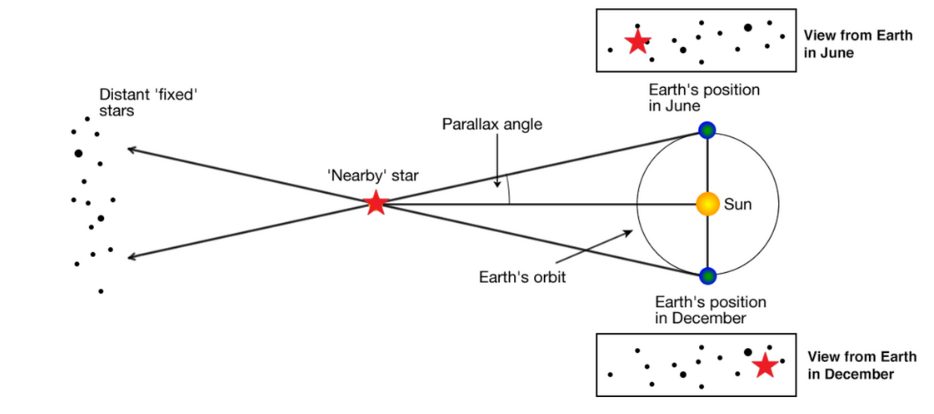 View from Earth
in June
Earth's position
in June
Distant 'fixed'
stars
Parallax angle
'Nearby' star
Sun
Earth's orbit
Earth's position
in December
View from Earth
in December